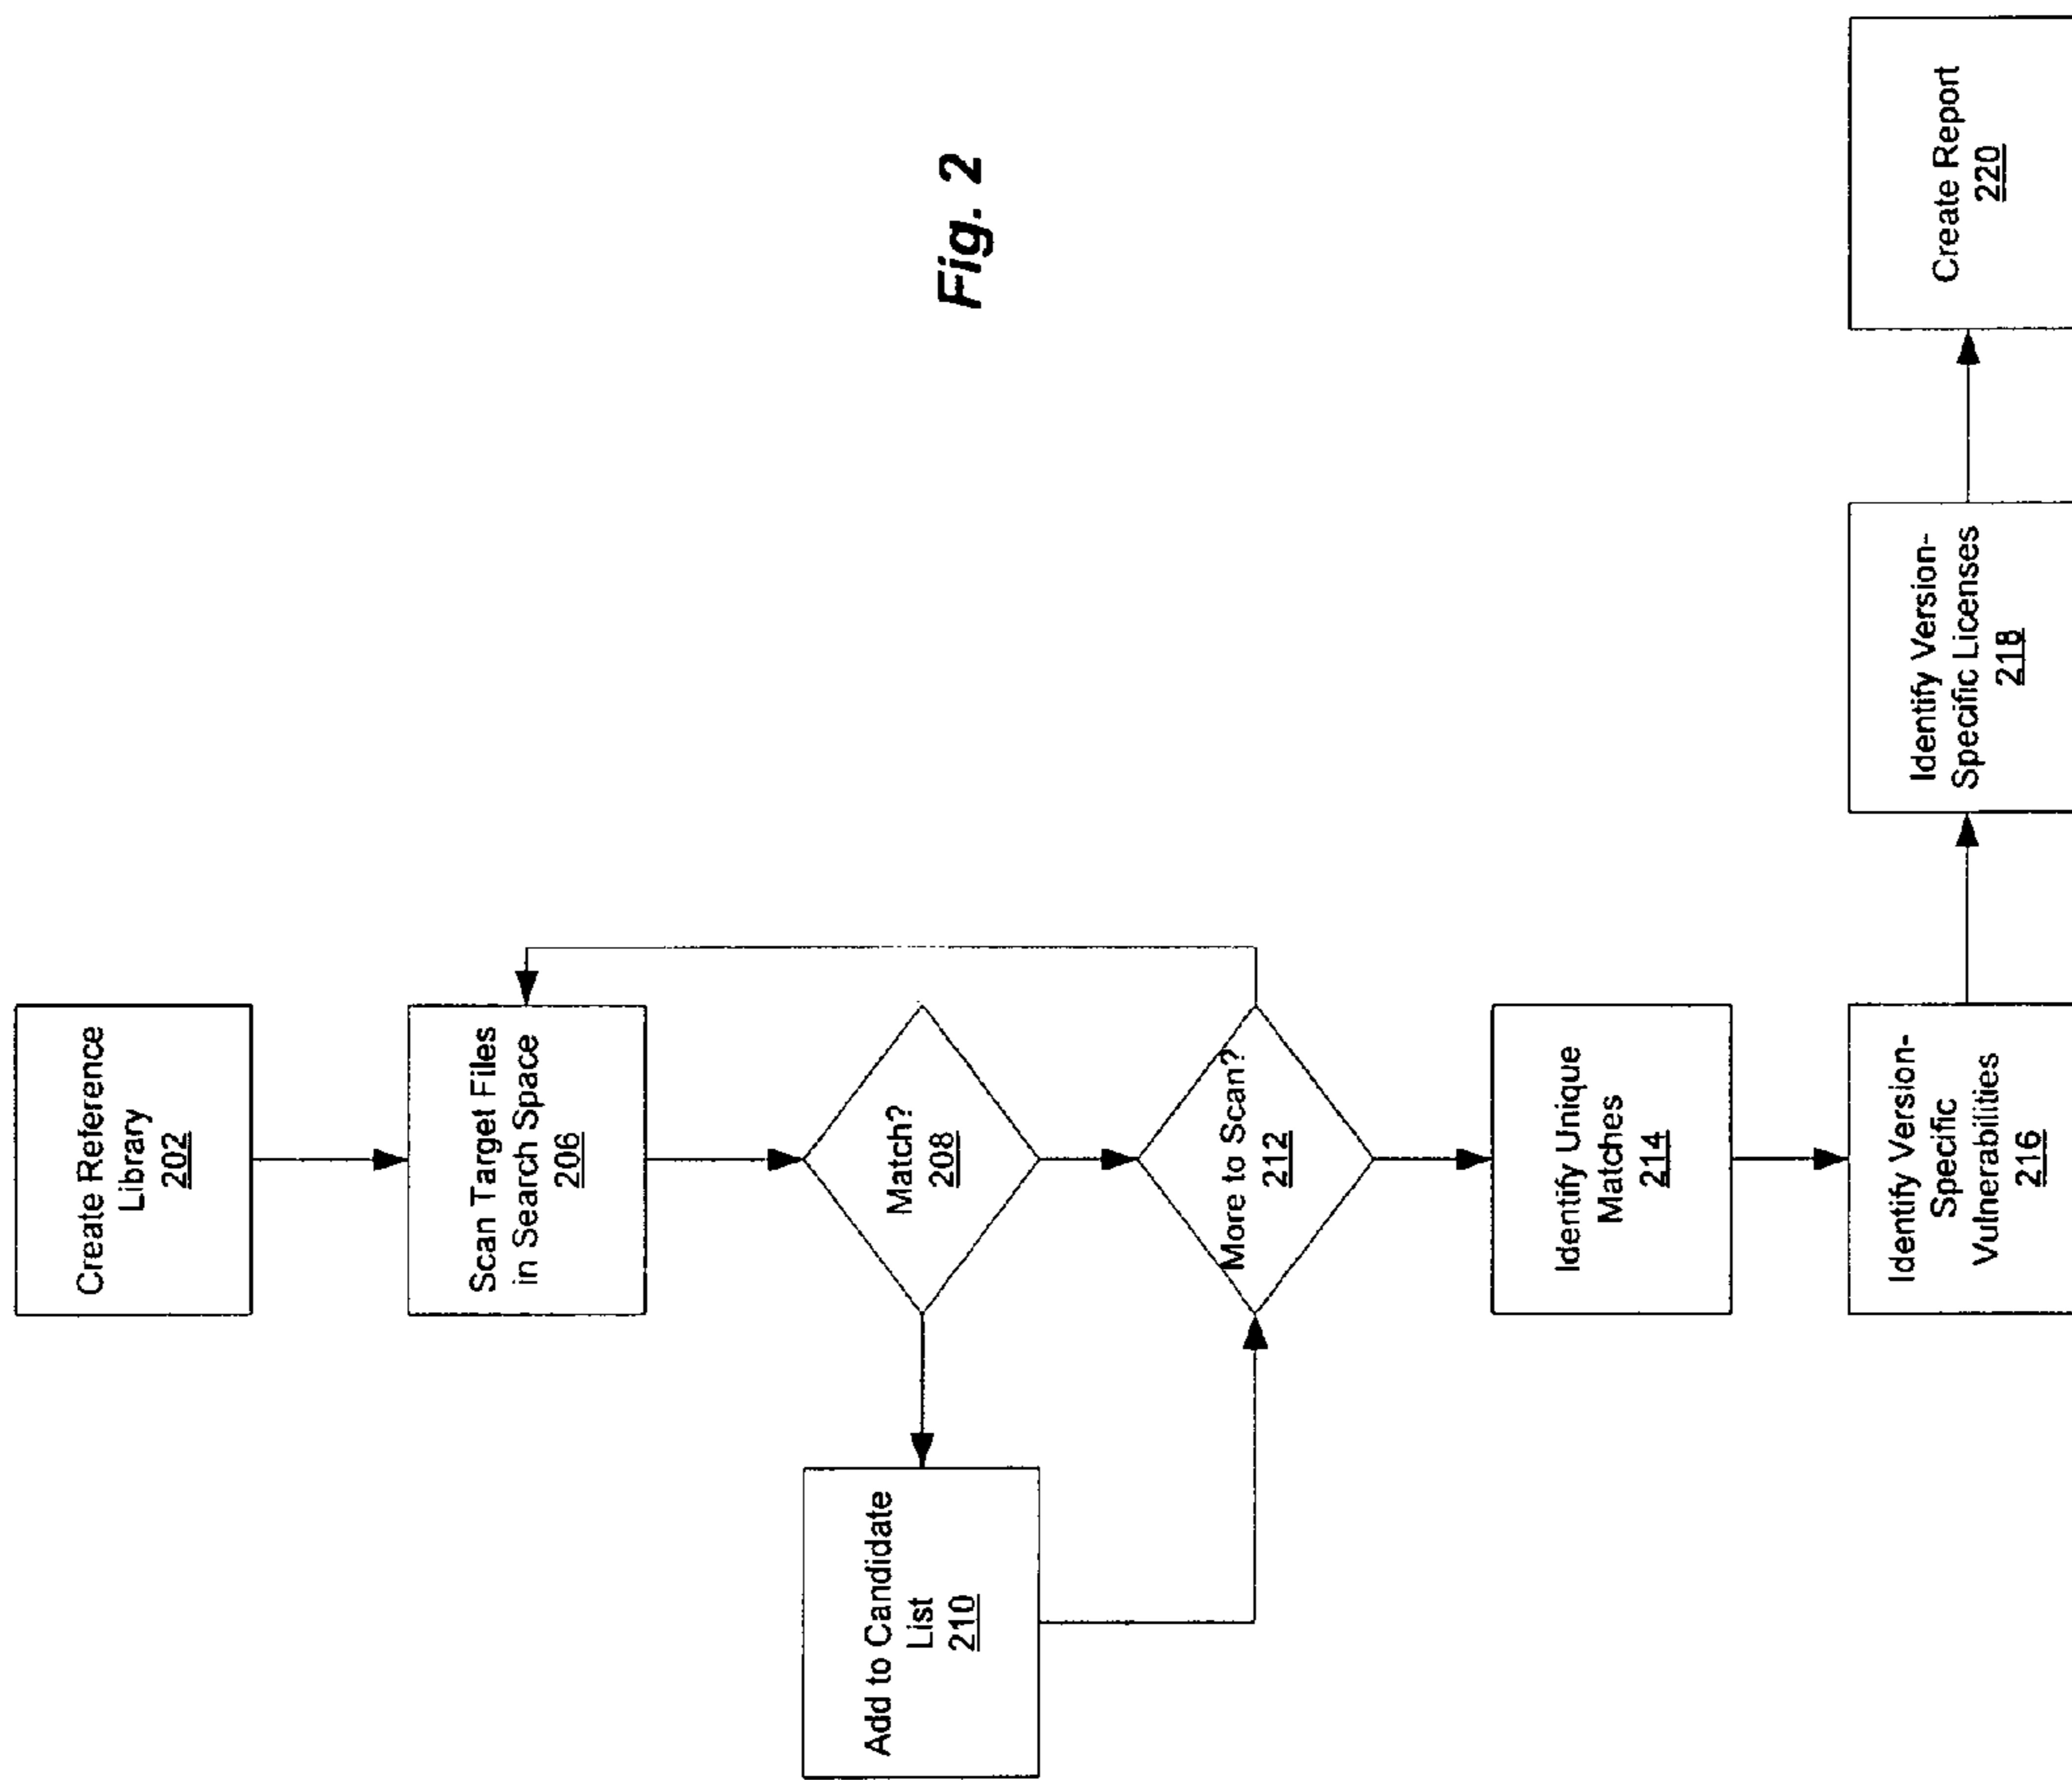 Create Reference
Library
202
Scan Target Files
in Search Space
206
Match?
208
Add to Candidate
List
210
More to Scan?
212
Identify Unique
Matches
214
Identify Version-
Specific
Vulnerabilities
216
Identify Version-
Specific Licenses
218
Create Report
220
Fig. 2